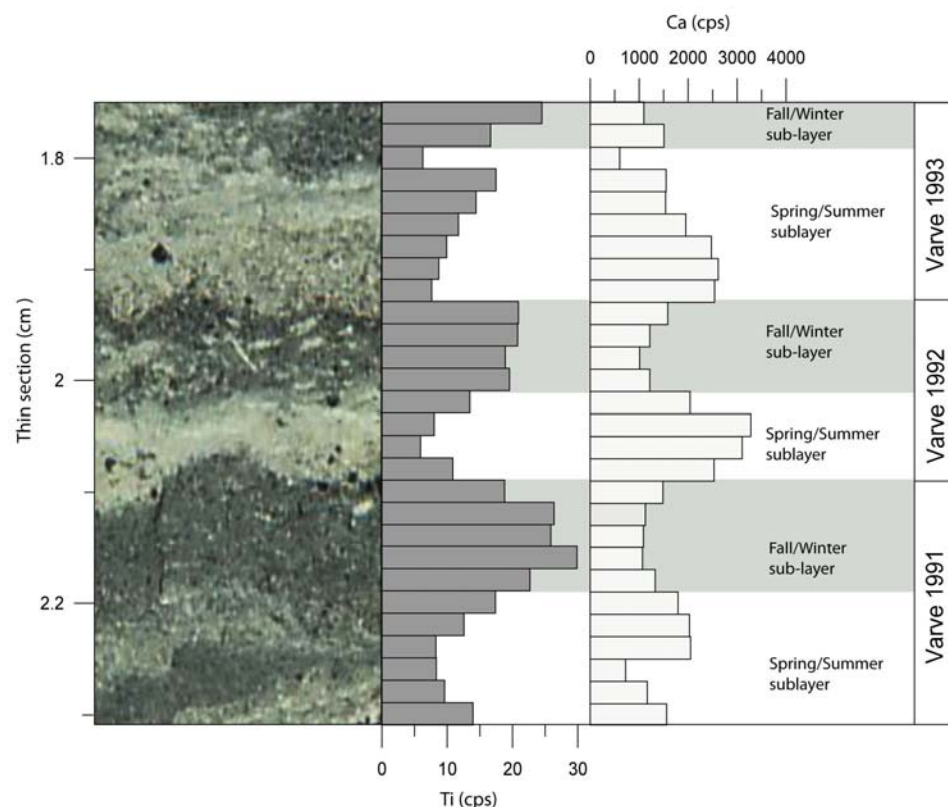 Ca (cps)
0 1000 2000 3000 4000
Thin section (cm)
1.8
2
2.2
Fall/Winter
sub-layer
Spring/Summer
sublayer
Varve 1993
Fall/Winter
sub-layer
Spring/Summer
sublayer
Varve 1992
Fall/Winter
sub-layer
Spring/Summer
sublayer
Varve 1991
0 10 20 30
Ti (cps)